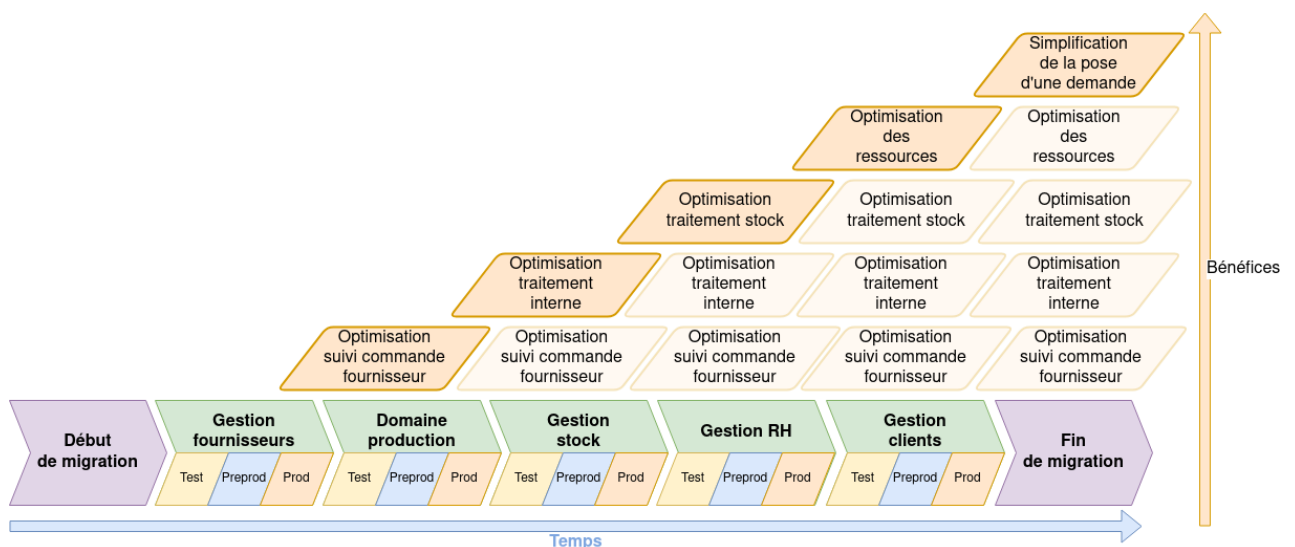 Simplification
de la pose
d'une demande
Optimisation
des
ressources
Optimisation
des
ressources
Optimisation
traitement stock
Optimisation
traitement stock
Optimisation
traitement stock
Bénéfices
Optimisation
traitement
interne
Optimisation
traitement
interne
Optimisation
traitement
interne
Optimisation
traitement
interne
Optimisation
suivi commande
fournisseur
Optimisation
suivi commande
fournisseur
Optimisation
suivi commande
fournisseur
Optimisation
suivi commande
fournisseur
Optimisation
suivi commande
fournisseur
Début
de migration
Gestion
fournisseurs
Test Preprod Prod
Domaine
production
Test Preprod Prod
Gestion
stock
Test Preprod Prod
Gestion RH
Test Preprod Prod
Gestion
clients
Test Preprod Prod
Fin
de migration
Temps